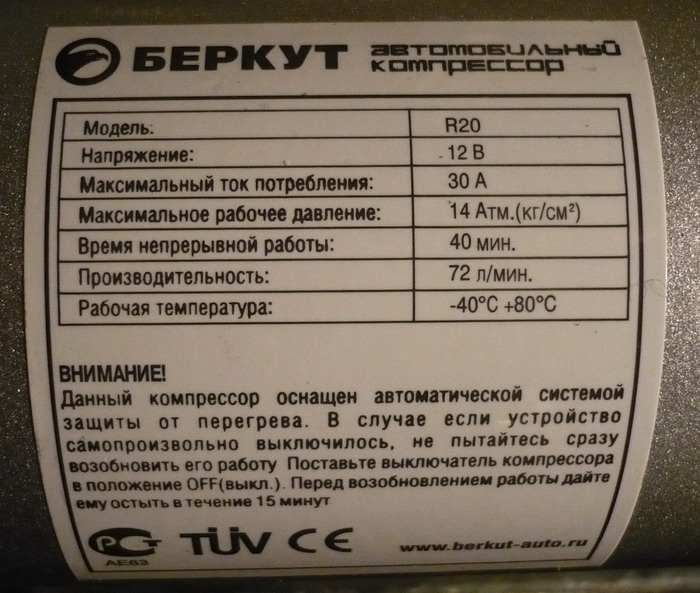 БЕРКУТ автомобильный компрессор
Модель: R20
Напряжение: 12 В
Максимальный ток потребления: 30 А
Максимальное рабочее давление: 14 Атм.(кг/см²)
Время непрерывной работы: 40 мин.
Производительность: 72 л/мин.
Рабочая температура: -40°C +80°C
ВНИМАНИЕ!
Данный компрессор оснащен автоматической системой
защиты от перегрева. В случае если устройство
самопроизвольно выключилось, не пытайтесь сразу
возобновить его работу Поставьте выключатель компрессора
в положение OFF(выкл.). Перед возобновлением работы дайте
ему остыть в течение 15 минут
РСТ TÜV CE www.berkut-auto.ru
АЕ63